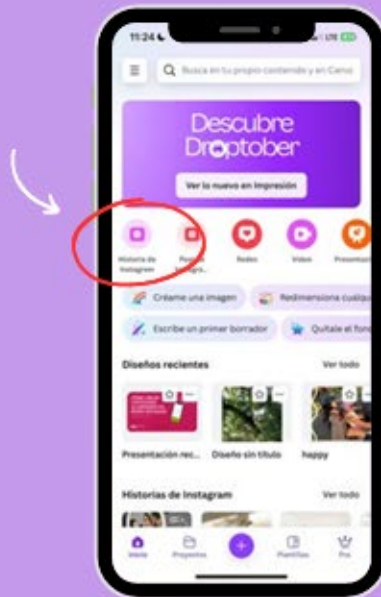 11:24
LTE
Busca en tu propio contenido y en Canva
Descubre
Droptober
Ver lo nuevo en Impresión
Historia de
Instagram
Redes
Video
Presentac
Créame una imagen
Redimensiona cualqu
Escribe un primer borrador
Quítale el fon
Diseños recientes
Ver todo
Presentación rec...
Diseño sin título
happy
Historias de Instagram
Ver todo
Inicio
Proyectos
Plantillas
Pro